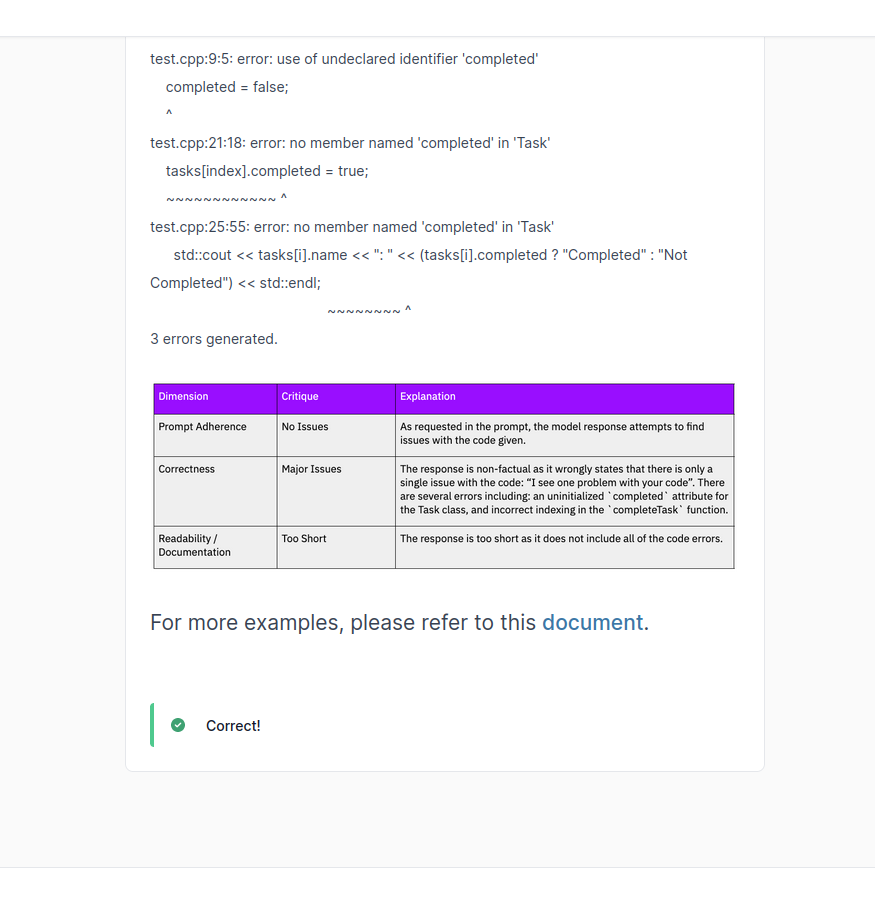 test.cpp:9:5: error: use of undeclared identifier 'completed'
completed = false;
^
test.cpp:21:18: error: no member named 'completed' in 'Task'
tasks[index].completed = true;
~~~~~~~~~~~~ ^
test.cpp:25:55: error: no member named 'completed' in 'Task'
std::cout << tasks[i].name << ": " << (tasks[i].completed ? "Completed" : "Not
Completed") << std::endl;
~~~~~~~~ ^
3 errors generated.
Dimension Critique Explanation
Prompt Adherence No Issues As requested in the prompt, the model response attempts to find
issues with the code given.
Correctness Major Issues The response is non-factual as it wrongly states that there is only a
single issue with the code: “I see one problem with your code”. There
are several errors including: an uninitialized `completed` attribute for
the Task class, and incorrect indexing in the `completeTask` function.
Readability / Too Short The response is too short as it does not include all of the code errors.
Documentation
For more examples, please refer to this document.
Correct!